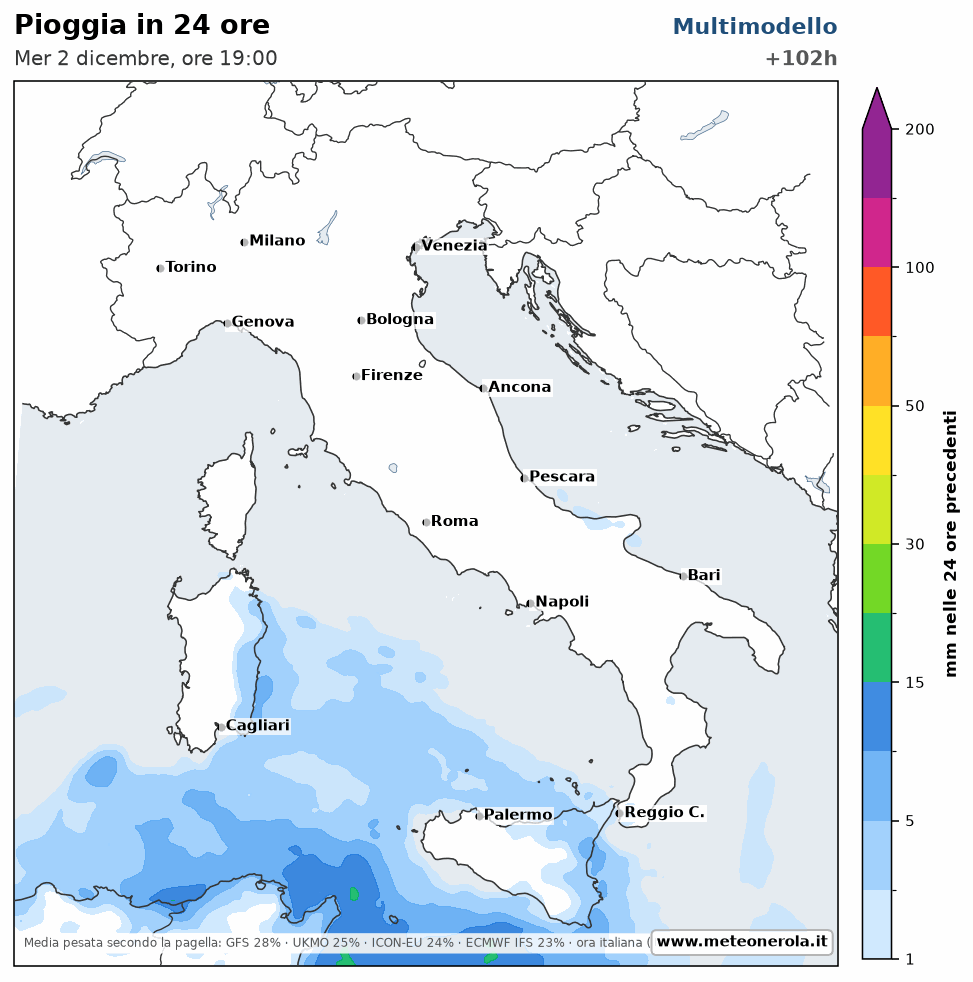 Pioggia in 24 ore
Multimodello
Mer 2 dicembre, ore 19:00
+102h
Milano
Venezia
Torino
Genova
Bologna
Firenze
Ancona
Pescara
Roma
Bari
Napoli
Cagliari
Palermo
Reggio C.
200
100
50
30
15
5
1
mm nelle 24 ore precedenti
Media pesata secondo la pagella: GFS 28% · UKMO 25% · ICON-EU 24% · ECMWF IFS 23% · ora italiana (
www.meteonerola.it